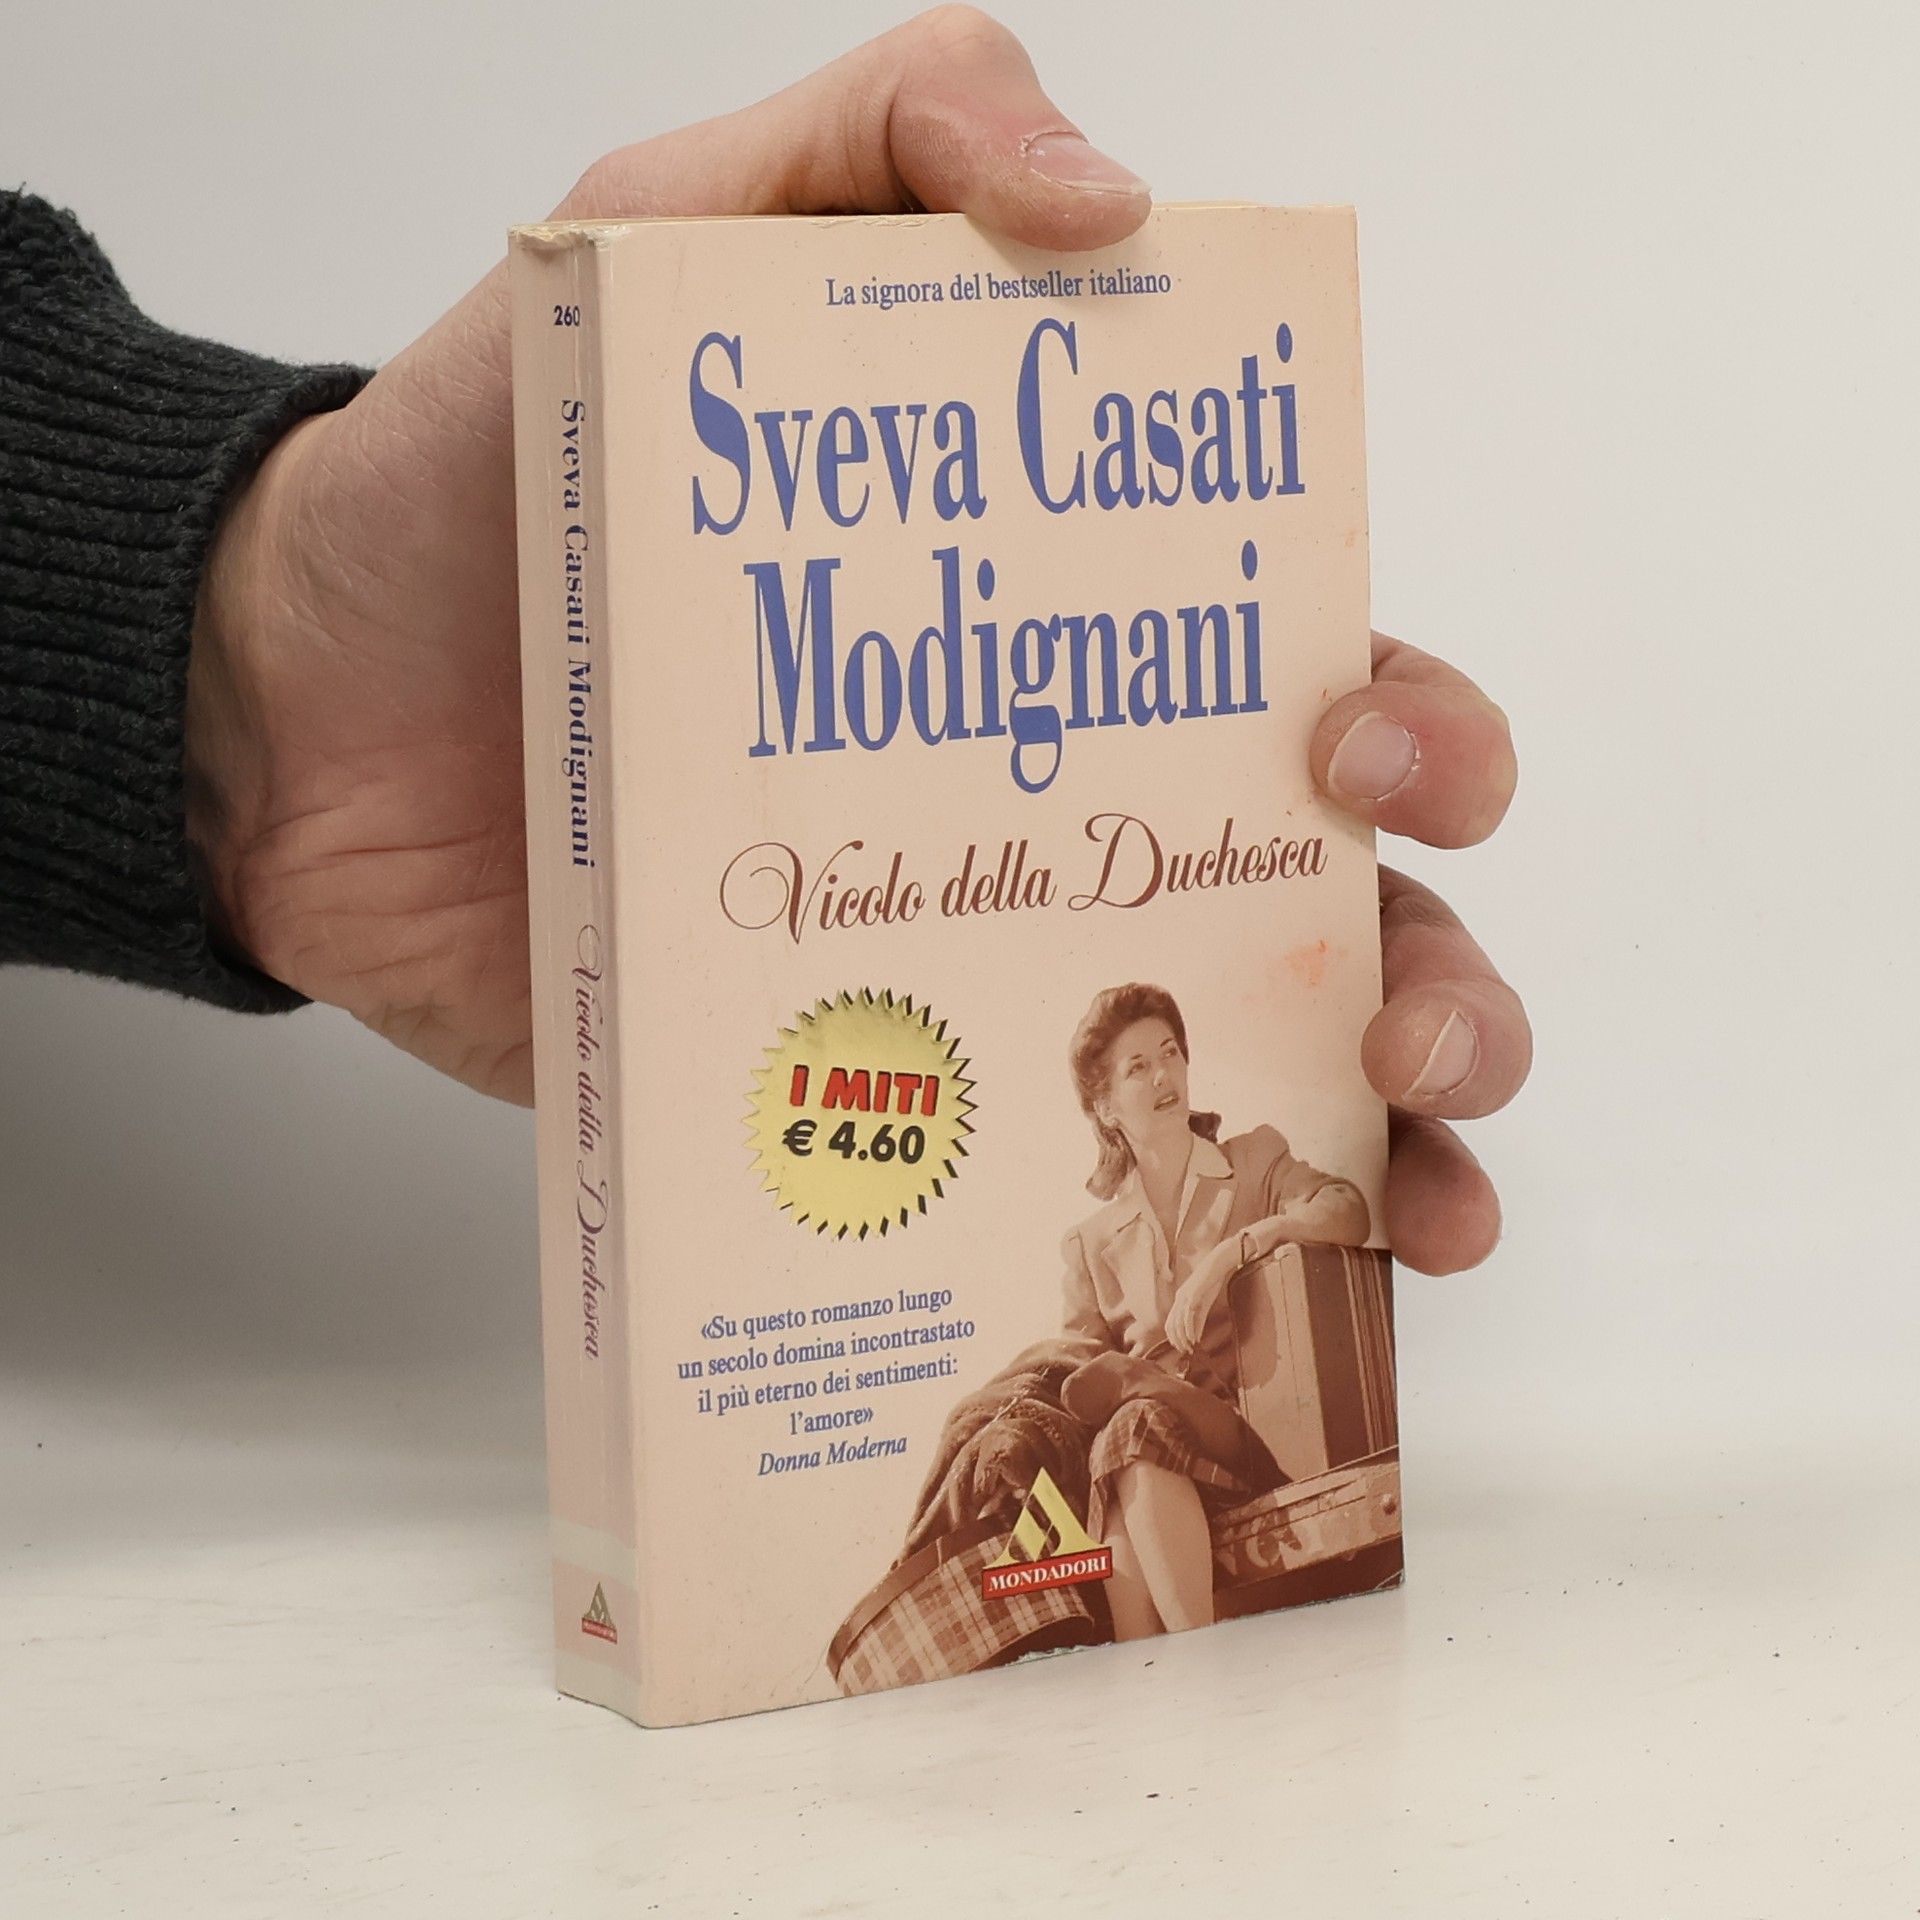 La signora del bestseller italiano
Sveva Casati
Modignani
Vicolo della Duchesca
I MITI
€ 4.60
«Su questo romanzo lungo
un secolo domina incontrastato
il più eterno dei sentimenti:
l'amore»
Donna Moderna
MONDADORI
260
Sveva Casati Modignani Vicolo della Duchesca
MONDADORI